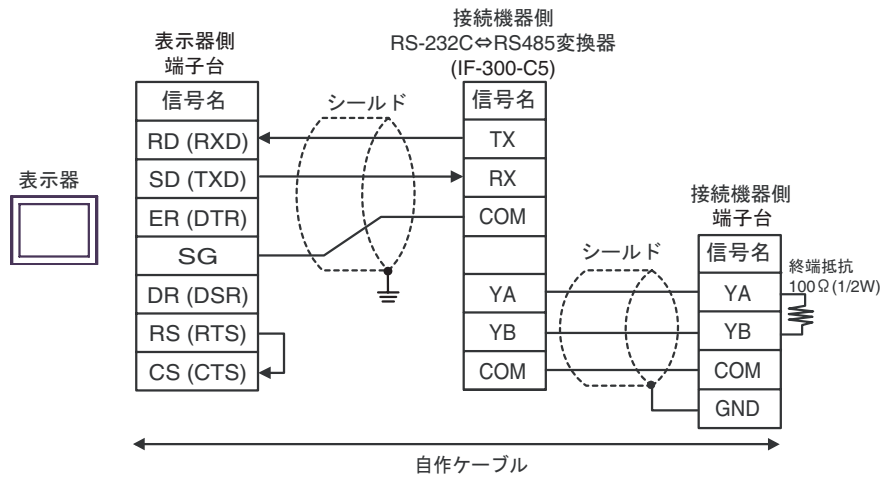 接続機器側
RS-232C⇔RS485変換器
(IF-300-C5)
表示器側
端子台
信号名
RD (RXD)
SD (TXD)
ER (DTR)
SG
DR (DSR)
RS (RTS)
CS (CTS)
表示器
シールド
信号名
TX
RX
COM
YA
YB
COM
シールド
接続機器側
端子台
信号名
YA
YB
COM
GND
終端抵抗
100Ω(1/2W)
自作ケーブル